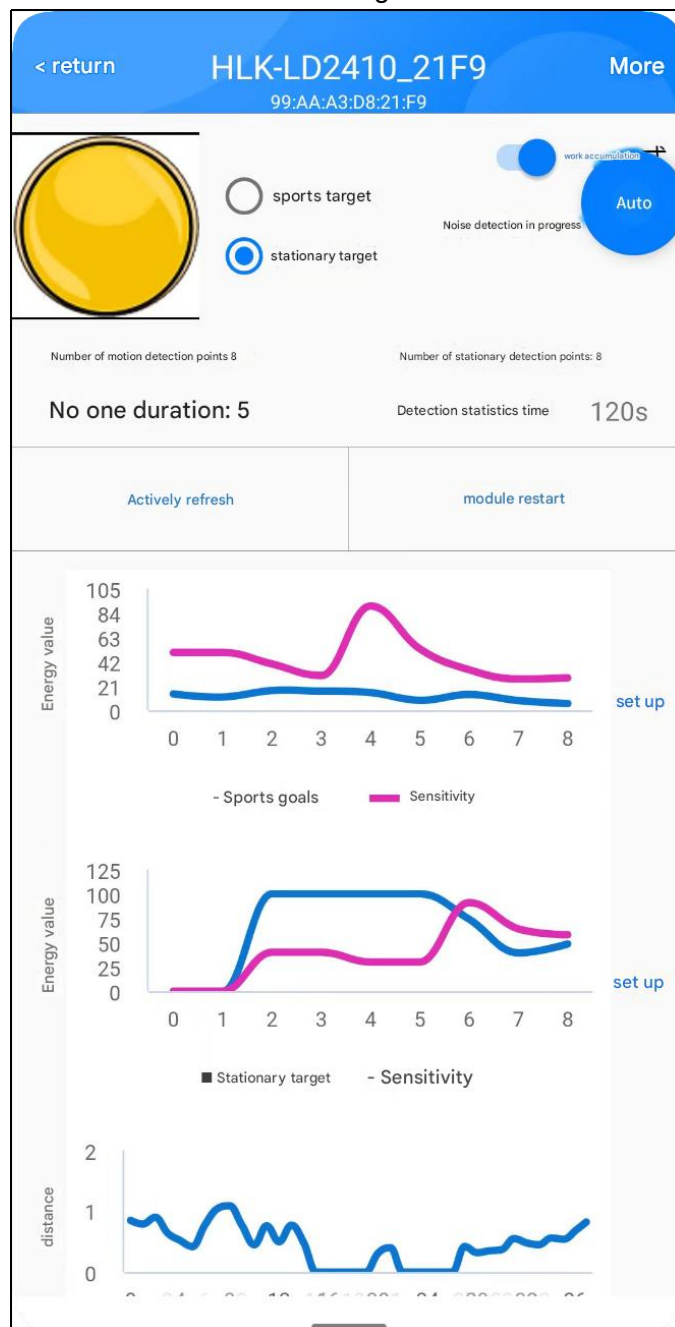 < return HLK-LD2410_21F9 More
99:AA:A3:D8:21:F9
work accumulation
sports target
Auto
Noise detection in progress
stationary target
Number of motion detection points 8 Number of stationary detection points: 8
No one duration: 5 Detection statistics time 120s
Actively refresh module restart
Energy value
105
84
63
42
21
0
set up
0 1 2 3 4 5 6 7 8
- Sports goals Sensitivity
Energy value
125
100
75
50
25
0
set up
0 1 2 3 4 5 6 7 8
Stationary target - Sensitivity
distance
2
1
0